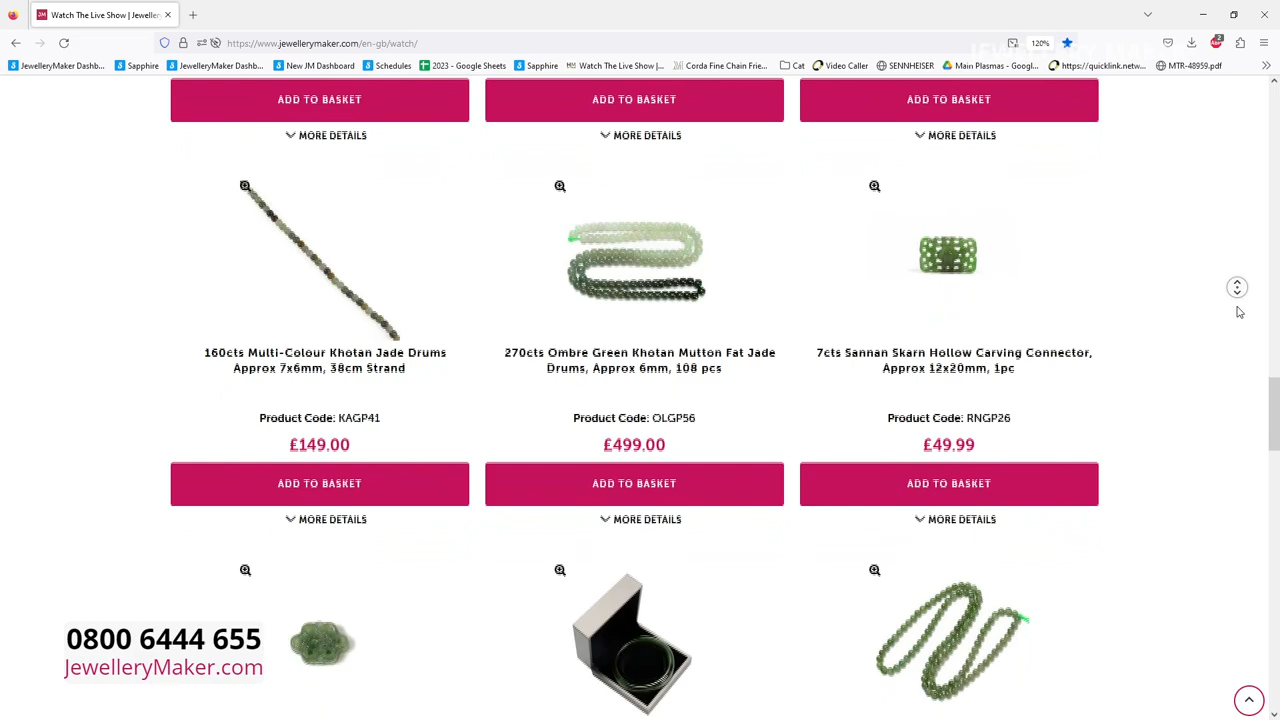 Watch The Live Show | Jeweller
https://www.jewellerymaker.com/en-gb/watch/
120%
2
JewelleryMaker Dashb...
Sapphire
JewelleryMaker Dashb...
New JM Dashboard
Schedules
2023 - Google Sheets
Sapphire
Watch The Live Show |...
Corda Fine Chain Frie...
Cat
Video Caller
SENNHEISER
Main Plasmas - Googl...
https://quicklink.netw...
MTR-48959.pdf
ADD TO BASKET
ADD TO BASKET
ADD TO BASKET
MORE DETAILS
MORE DETAILS
MORE DETAILS
160cts Multi-Colour Khotan Jade Drums
Approx 7x6mm, 38cm Strand
Product Code: KAGP41
£149.00
ADD TO BASKET
MORE DETAILS
270cts Ombre Green Khotan Mutton Fat Jade
Drums, Approx 6mm, 108 pcs
Product Code: OLGP56
£499.00
ADD TO BASKET
MORE DETAILS
7cts Sannan Skarn Hollow Carving Connector,
Approx 12x20mm, 1pc
Product Code: RNGP26
£49.99
ADD TO BASKET
MORE DETAILS
0800 6444 655
JewelleryMaker.com